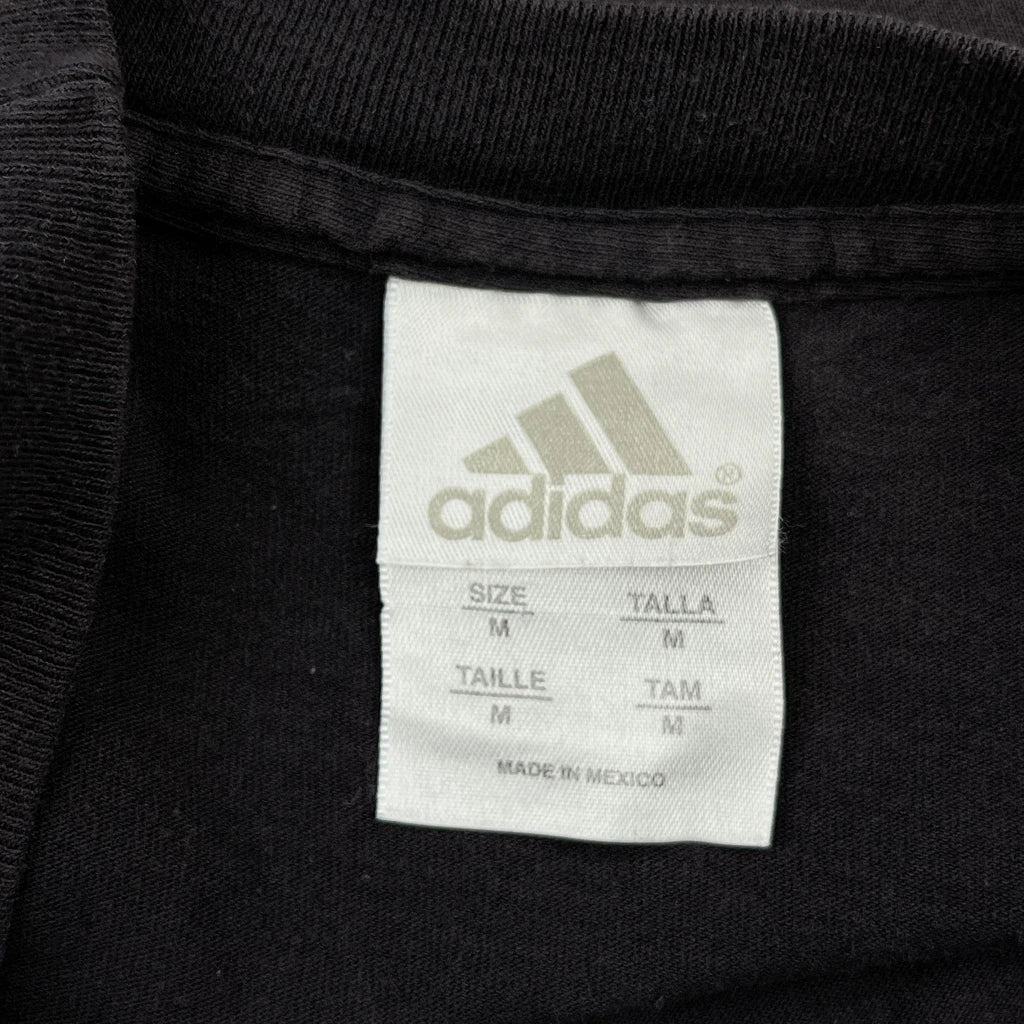 adidas®
SIZE TALLA
M M
TAILLE TAM
M M
MADE IN MEXICO